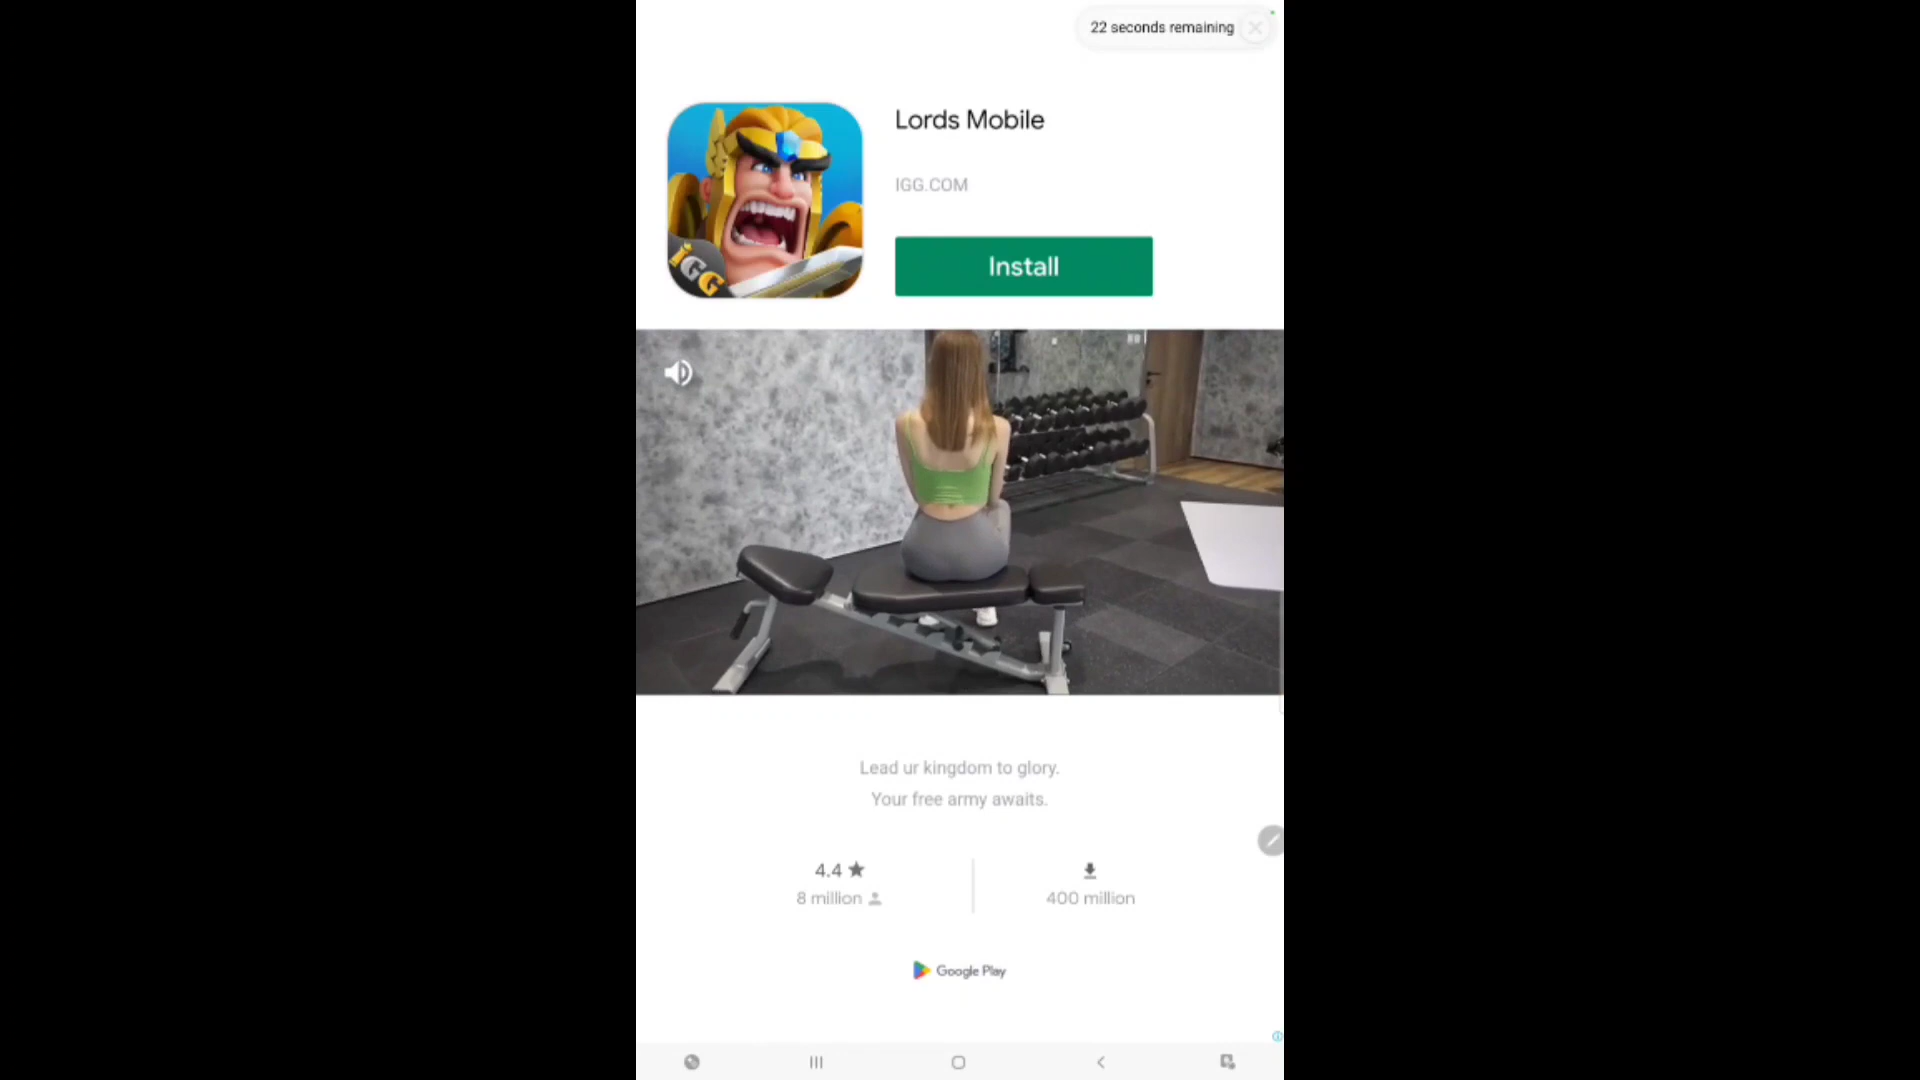 22 seconds remaining
Lords Mobile
IGG.COM
Install
IGG
Lead ur kingdom to glory.
Your free army awaits.
4.4
8 million
400 million
Google Play